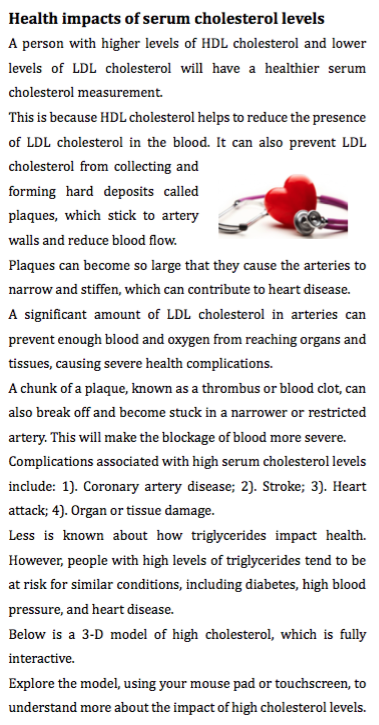 Health impacts of serum cholesterol levels
A person with higher levels of HDL cholesterol and lower
levels of LDL cholesterol will have a healthier serum
cholesterol measurement.
This is because HDL cholesterol helps to reduce the presence
of LDL cholesterol in the blood. It can also prevent LDL
cholesterol from collecting and
forming hard deposits called
plaques, which stick to artery
walls and reduce blood flow.
Plaques can become so large that they cause the arteries to
narrow and stiffen, which can contribute to heart disease.
A significant amount of LDL cholesterol in arteries can
prevent enough blood and oxygen from reaching organs and
tissues, causing severe health complications.
A chunk of a plaque, known as a thrombus or blood clot, can
also break off and become stuck in a narrower or restricted
artery. This will make the blockage of blood more severe.
Complications associated with high serum cholesterol levels
include: 1). Coronary artery disease; 2). Stroke; 3). Heart
attack; 4). Organ or tissue damage.
Less is known about how triglycerides impact health.
However, people with high levels of triglycerides tend to be
at risk for similar conditions, including diabetes, high blood
pressure, and heart disease.
Below is a 3-D model of high cholesterol, which is fully
interactive.
Explore the model, using your mouse pad or touchscreen, to
understand more about the impact of high cholesterol levels.